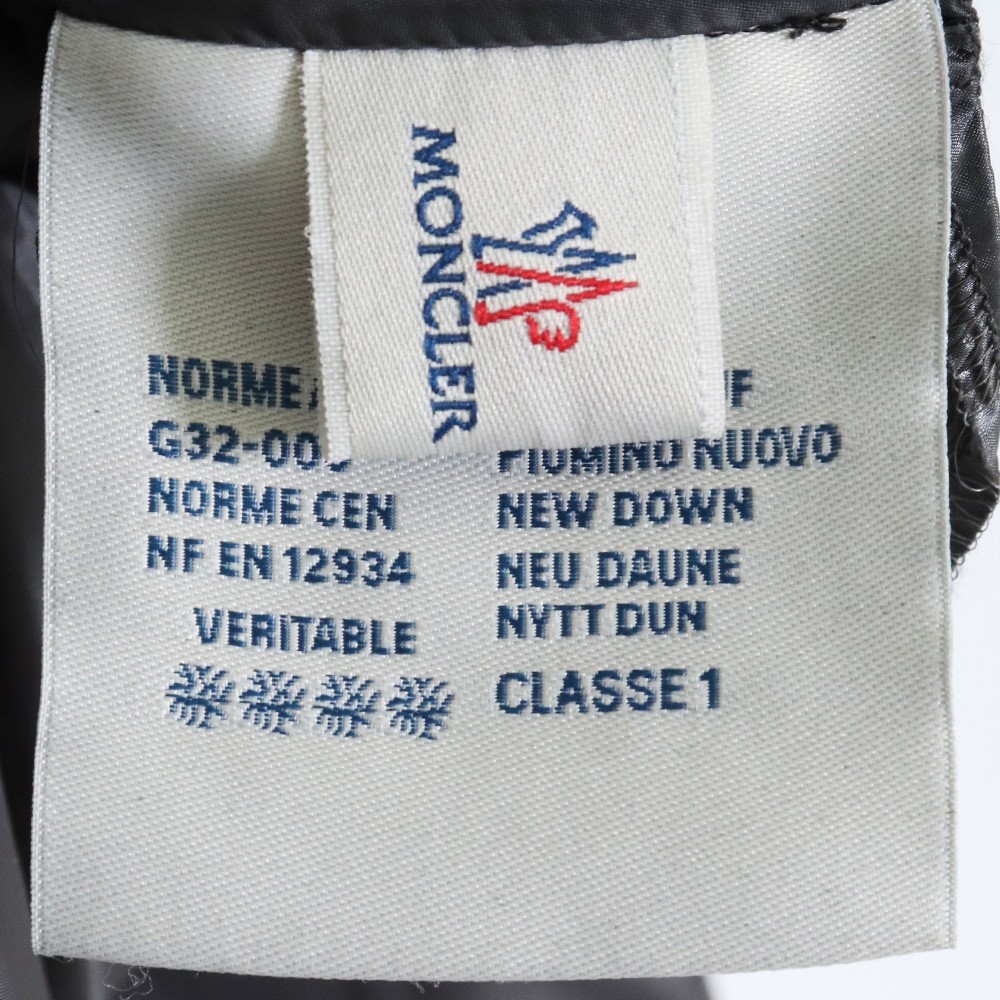 MONCLER
NORME
G32-00
NORME CEN
NF EN 12934
VERITABLE
PIUMINO NUOVO
NEW DOWN
NEU DAUNE
NYTT DUN
CLASSE 1